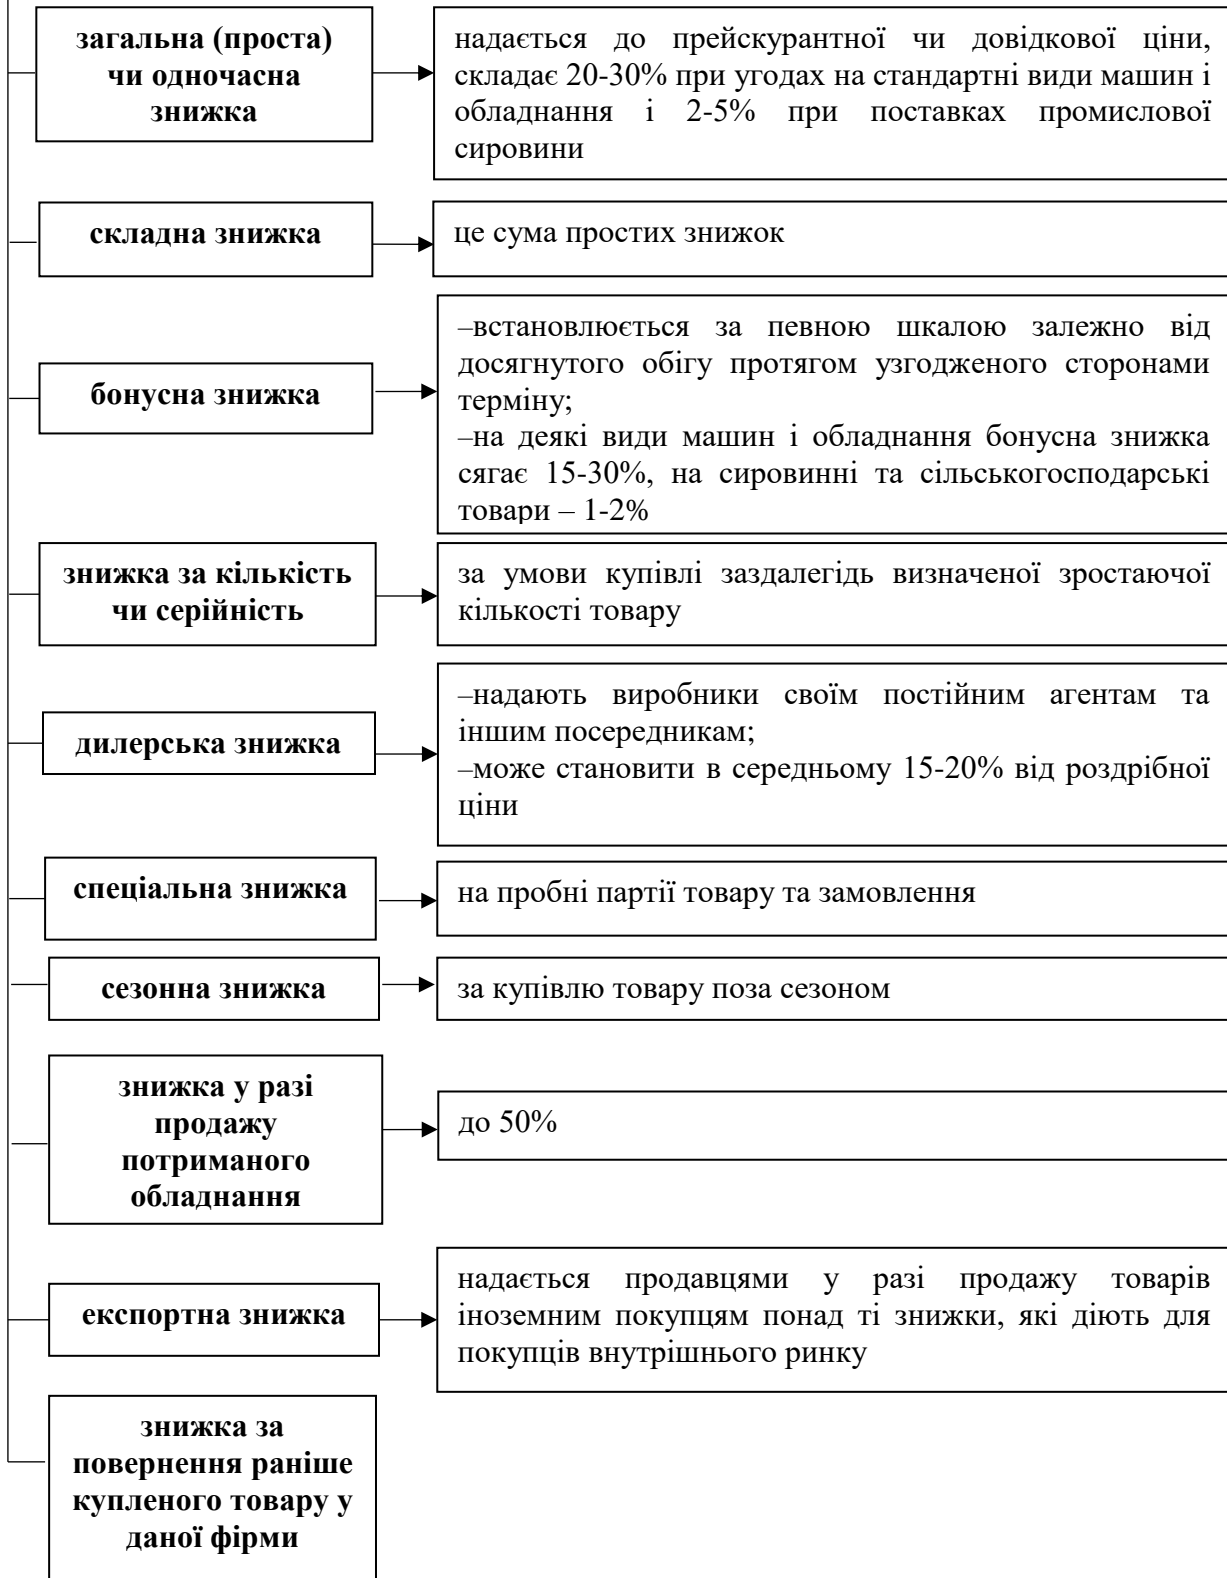 загальна (проста)
чи одночасна
знижка
надається до прейскурантної чи довідкової ціни,
складає 20-30% при угодах на стандартні види машин і
обладнання і 2-5% при поставках промислової
сировини
складна знижка
це сума простих знижок
бонусна знижка
–встановлюється за певною шкалою залежно від
досягнутого обігу протягом узгодженого сторонами
терміну;
–на деякі види машин і обладнання бонусна знижка
сягає 15-30%, на сировинні та сільськогосподарські
товари – 1-2%
знижка за кількість
чи серійність
за умови купівлі заздалегідь визначеної зростаючої
кількості товару
дилерська знижка
–надають виробники своїм постійним агентам та
іншим посередникам;
–може становити в середньому 15-20% від роздрібної
ціни
спеціальна знижка
на пробні партії товару та замовлення
сезонна знижка
за купівлю товару поза сезоном
знижка у разі
продажу
потриманого
обладнання
до 50%
експортна знижка
надається продавцями у разі продажу товарів
іноземним покупцям понад ті знижки, які діють для
покупців внутрішнього ринку
знижка за
повернення раніше
купленого товару у
даної фірми